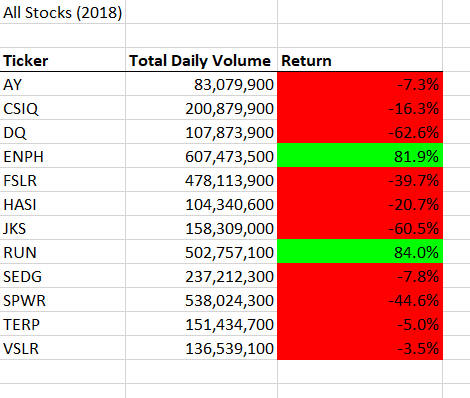 All Stocks (2018)
Ticker Total Daily Volume Return
AY 83,079,900 -7.3%
CSIQ 200,879,900 -16.3%
DQ 107,873,900 -62.6%
ENPH 607,473,500 81.9%
FSLR 478,113,900 -39.7%
HASI 104,340,600 -20.7%
JKS 158,309,000 -60.5%
RUN 502,757,100 84.0%
SEDG 237,212,300 -7.8%
SPWR 538,024,300 -44.6%
TERP 151,434,700 -5.0%
VSLR 136,539,100 -3.5%